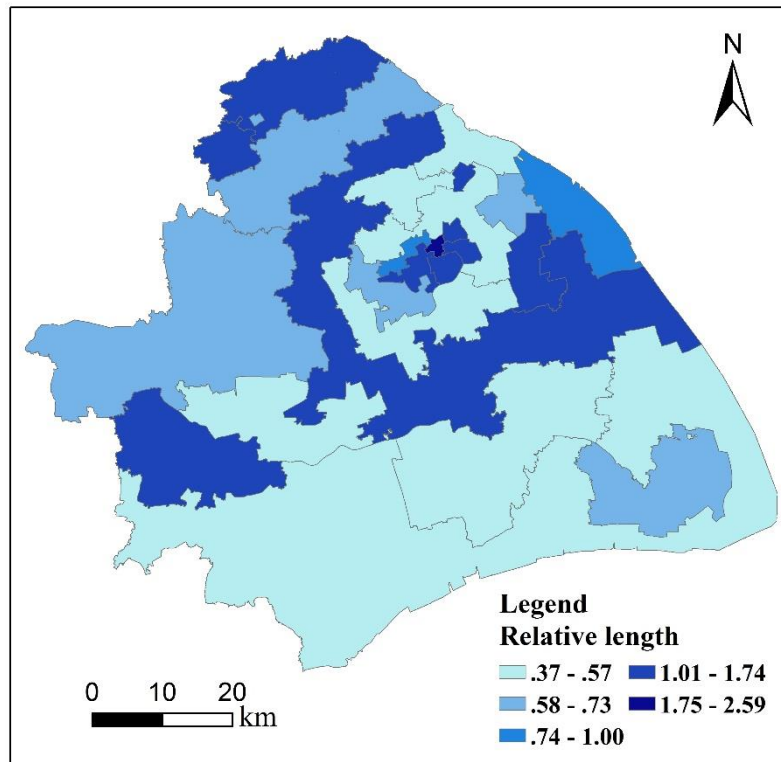 N
Legend
Relative length
.37 - .57 1.01 - 1.74
.58 - .73 1.75 - 2.59
.74 - 1.00
0 10 20
km